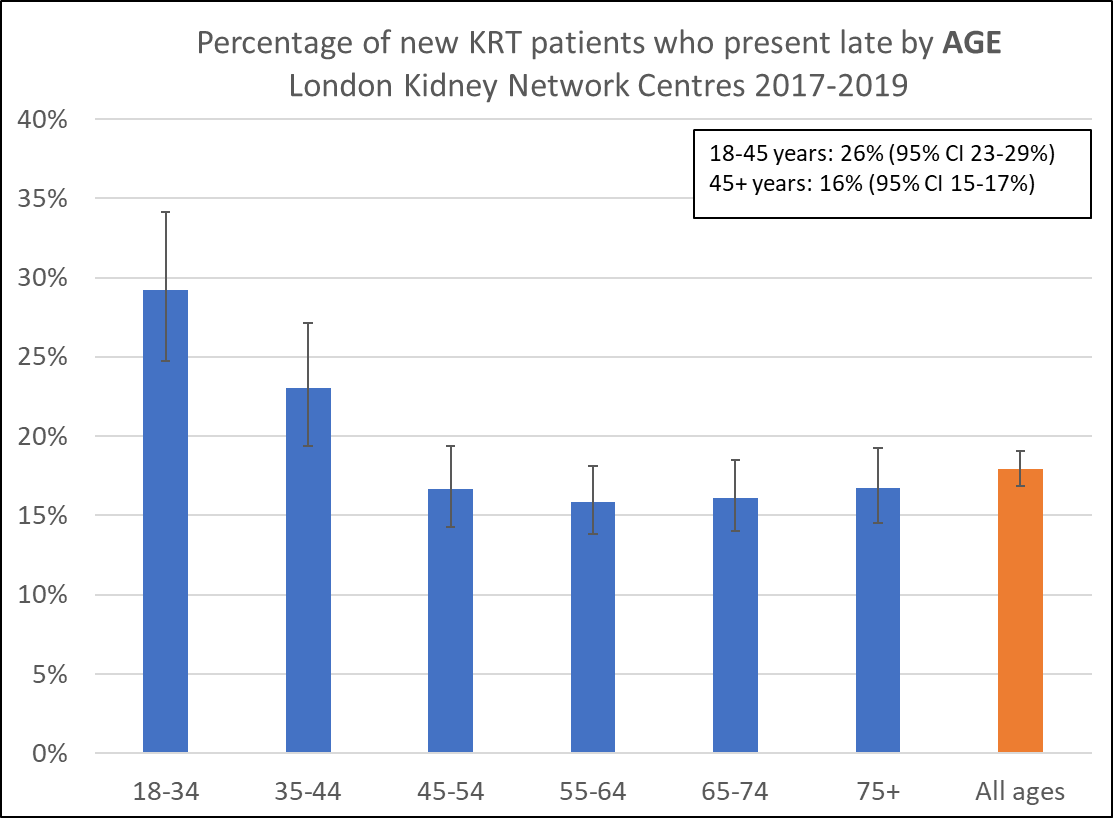 Percentage of new KRT patients who present late by AGE
London Kidney Network Centres 2017-2019
40%
18-45 years: 26% (95% CI 23-29%)
45+ years: 16% (95% CI 15-17%)
35%
30%
25%
20%
15%
10%
5%
0%
18-34 35-44 45-54 55-64 65-74 75+ All ages